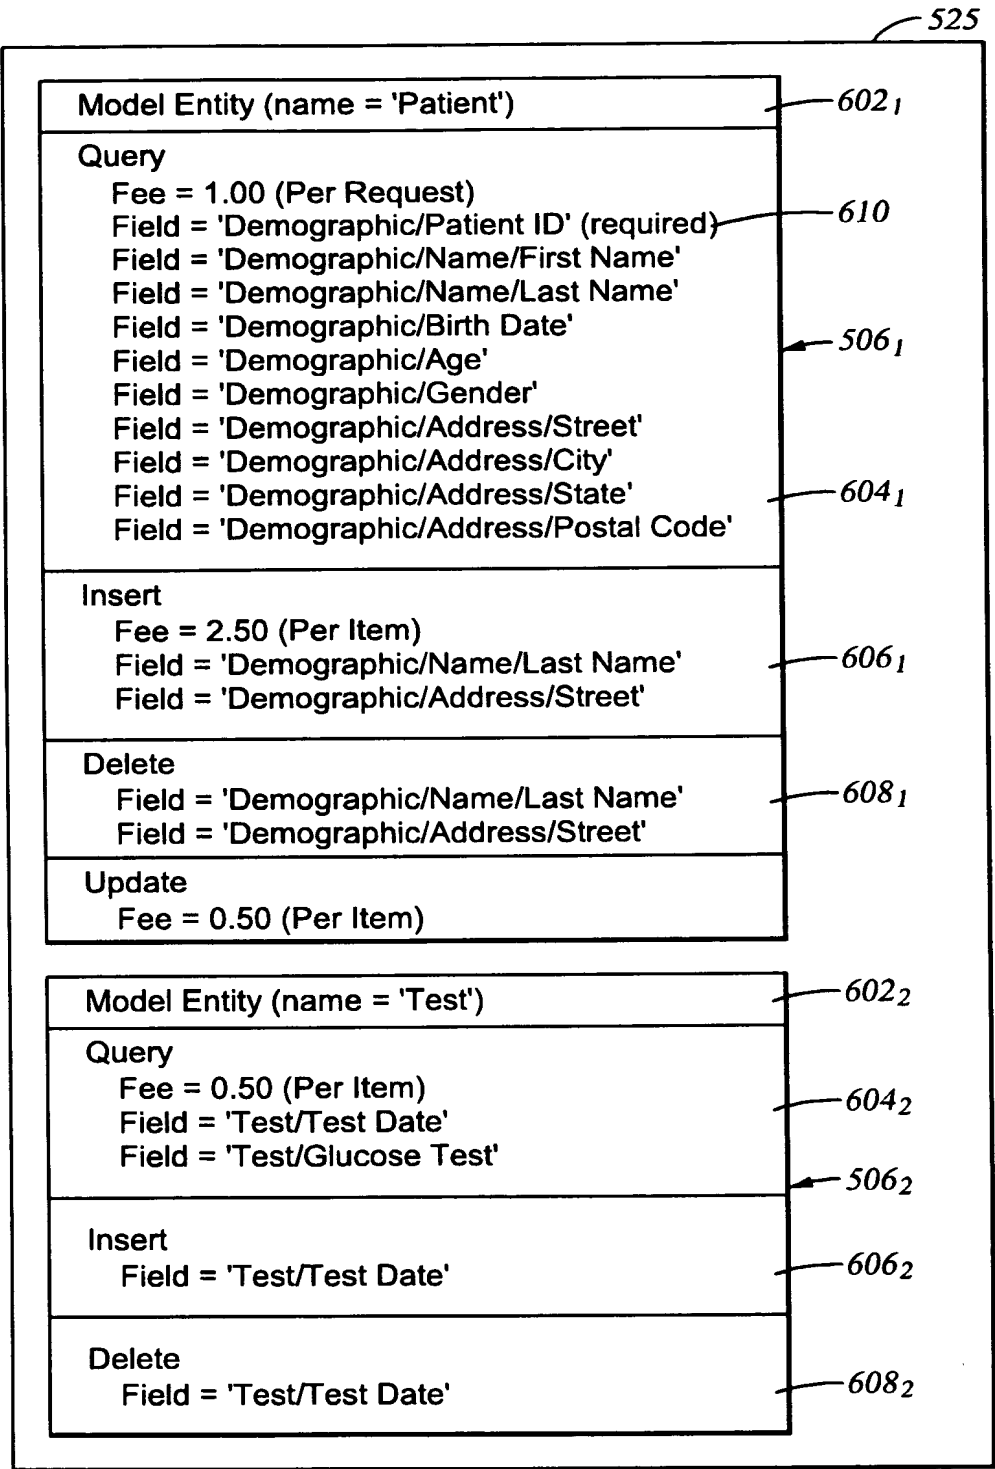 525
Model Entity (name = 'Patient')
602₁
Query
Fee = 1.00 (Per Request)
Field = 'Demographic/Patient ID' (required)
610
Field = 'Demographic/Name/First Name'
Field = 'Demographic/Name/Last Name'
Field = 'Demographic/Birth Date'
506₁
Field = 'Demographic/Age'
Field = 'Demographic/Gender'
Field = 'Demographic/Address/Street'
Field = 'Demographic/Address/City'
Field = 'Demographic/Address/State'
604₁
Field = 'Demographic/Address/Postal Code'
Insert
Fee = 2.50 (Per Item)
Field = 'Demographic/Name/Last Name'
606₁
Field = 'Demographic/Address/Street'
Delete
Field = 'Demographic/Name/Last Name'
608₁
Field = 'Demographic/Address/Street'
Update
Fee = 0.50 (Per Item)
Model Entity (name = 'Test')
602₂
Query
Fee = 0.50 (Per Item)
604₂
Field = 'Test/Test Date'
Field = 'Test/Glucose Test'
506₂
Insert
Field = 'Test/Test Date'
606₂
Delete
Field = 'Test/Test Date'
608₂